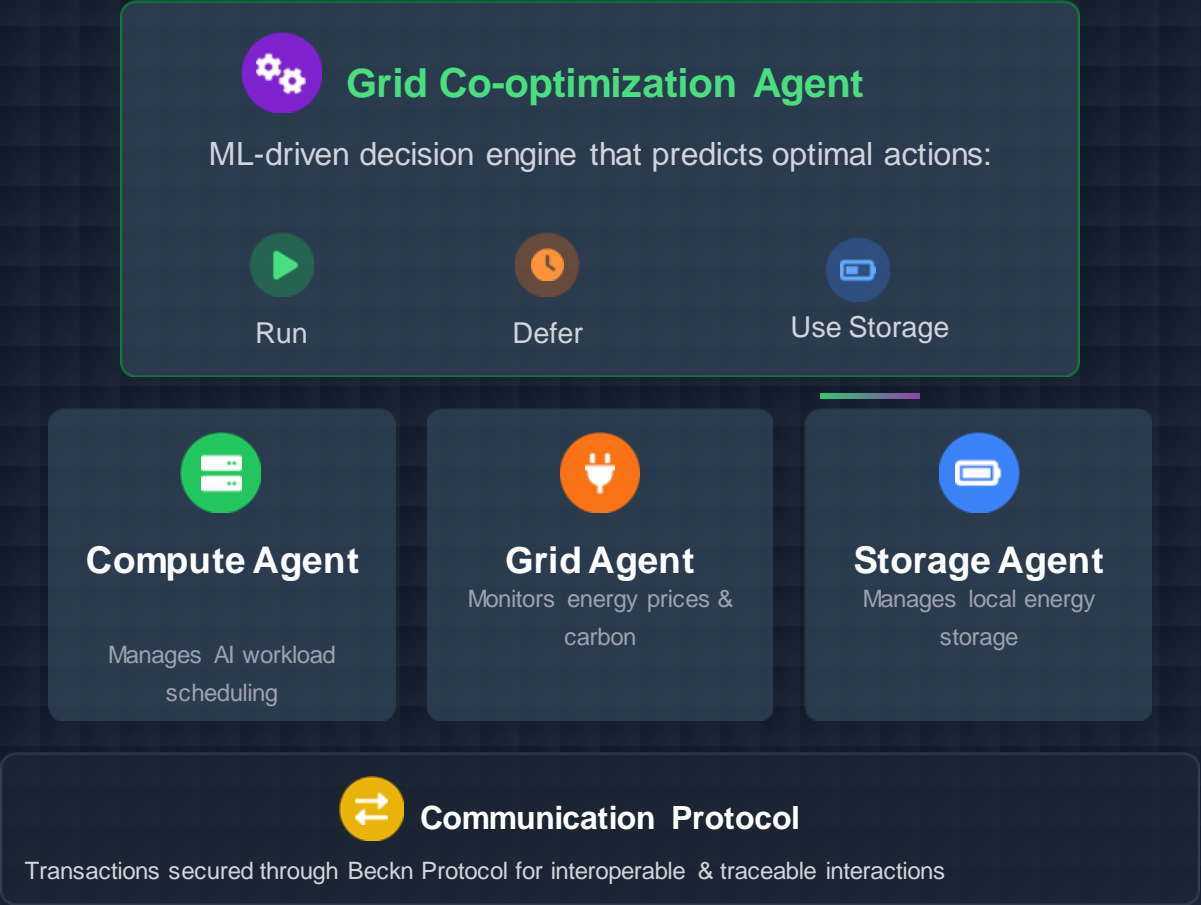 Grid Co-optimization Agent
ML-driven decision engine that predicts optimal actions:
Run
Defer
Use Storage
Compute Agent
Manages AI workload
scheduling
Grid Agent
Monitors energy prices &
carbon
Storage Agent
Manages local energy
storage
Communication Protocol
Transactions secured through Beckn Protocol for interoperable & traceable interactions